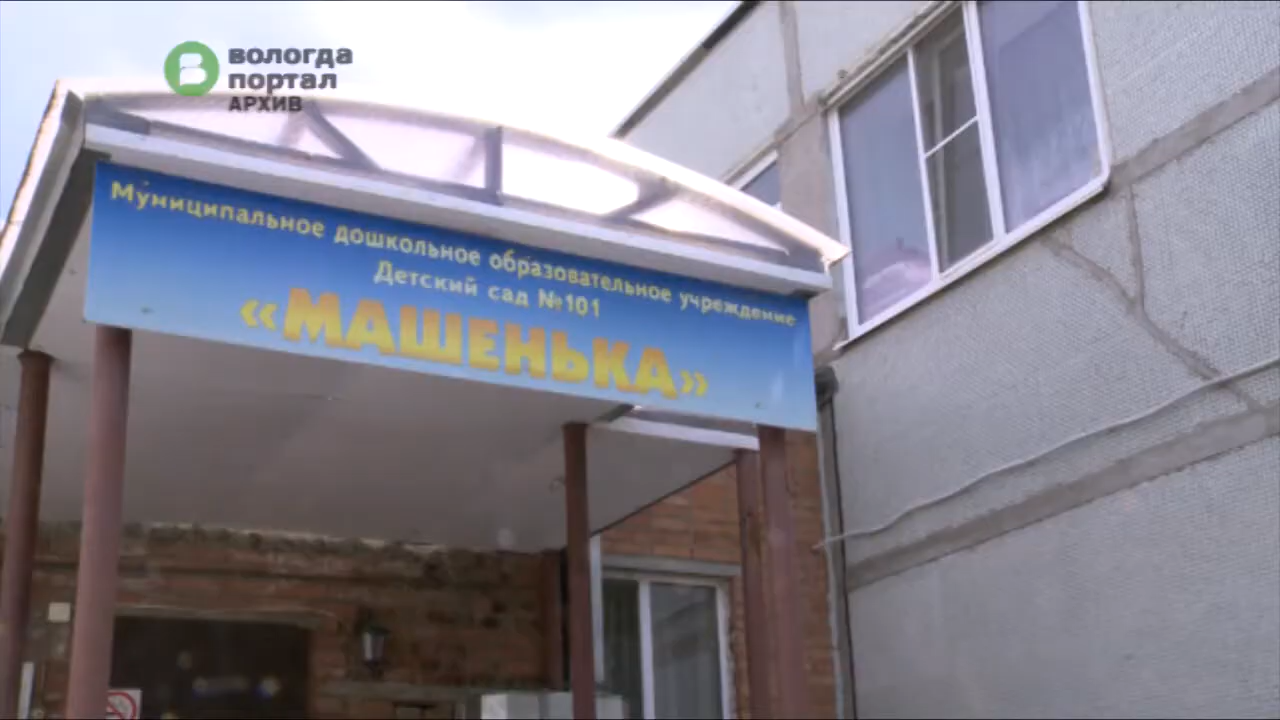 вологда
портал
АРХИВ
Муниципальное дошкольное образовательное учреждение
Детский сад №101
«МАШЕНЬКА»